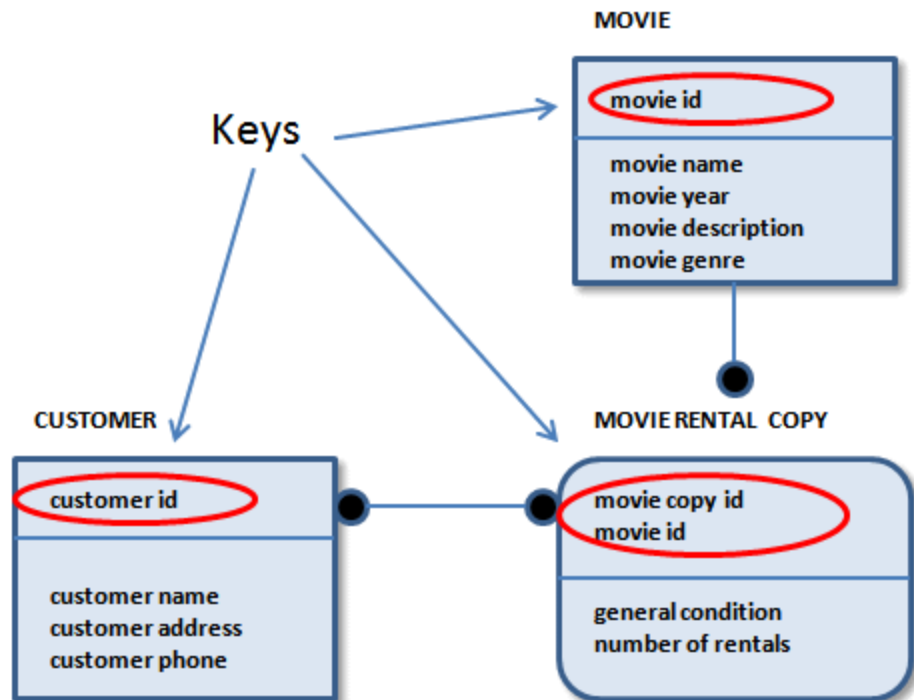 MOVIE
movie id
Keys
movie name
movie year
movie description
movie genre
CUSTOMER
MOVIE RENTAL COPY
customer id
movie copy id
movie id
customer name
customer address
customer phone
general condition
number of rentals